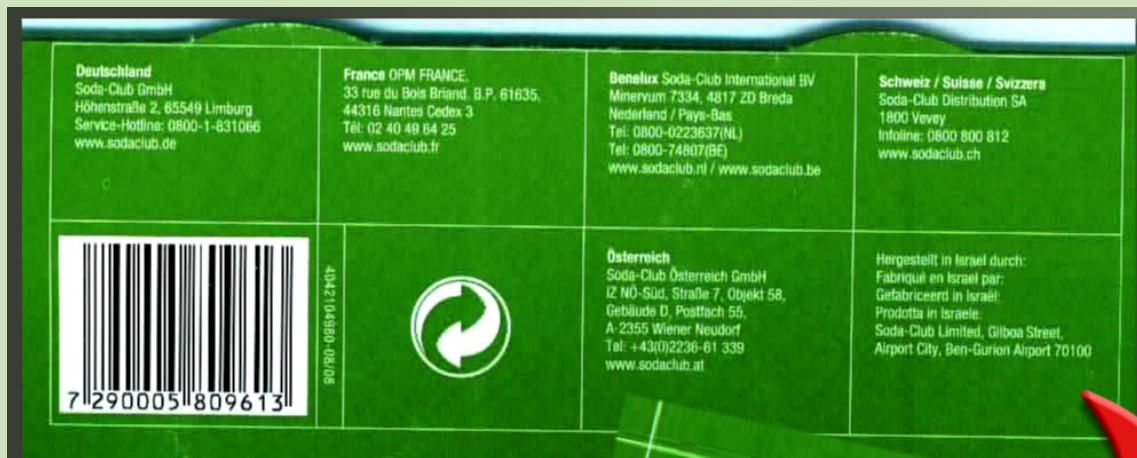 Deutschland
Soda-Club GmbH
Höhenstraße 2, 65549 Limburg
Service-Hotline: 0800-1-831066
www.sodaclub.de
France OPM FRANCE.
33 rue du Bois Briand. B.P. 61635.
44316 Nantes Cedex 3
Tél: 02 40 49 64 25
www.sodaclub.fr
Benelux Soda-Club International BV
Minervum 7334, 4817 ZD Breda
Nederland / Pays-Bas
Tel: 0800-0223637(NL)
Tel: 0800-74807(BE)
www.sodaclub.nl / www.sodaclub.be
Schweiz / Suisse / Svizzera
Soda-Club Distribution SA
1800 Vevey
Infoline: 0800 800 812
www.sodaclub.ch
7 290005 809613
4042104980-08/08
Österreich
Soda-Club Österreich GmbH
IZ NÖ-Süd, Straße 7, Objekt 58,
Gebäude D, Postfach 55,
A-2355 Wiener Neudorf
Tel: +43(0)2236-61 339
www.sodaclub.at
Hergestellt in Israel durch:
Fabriqué en Israel par:
Gefabriceerd in Israël:
Prodotta in Israele:
Soda-Club Limited, Gilboa Street,
Airport City, Ben-Gurion Airport 70100